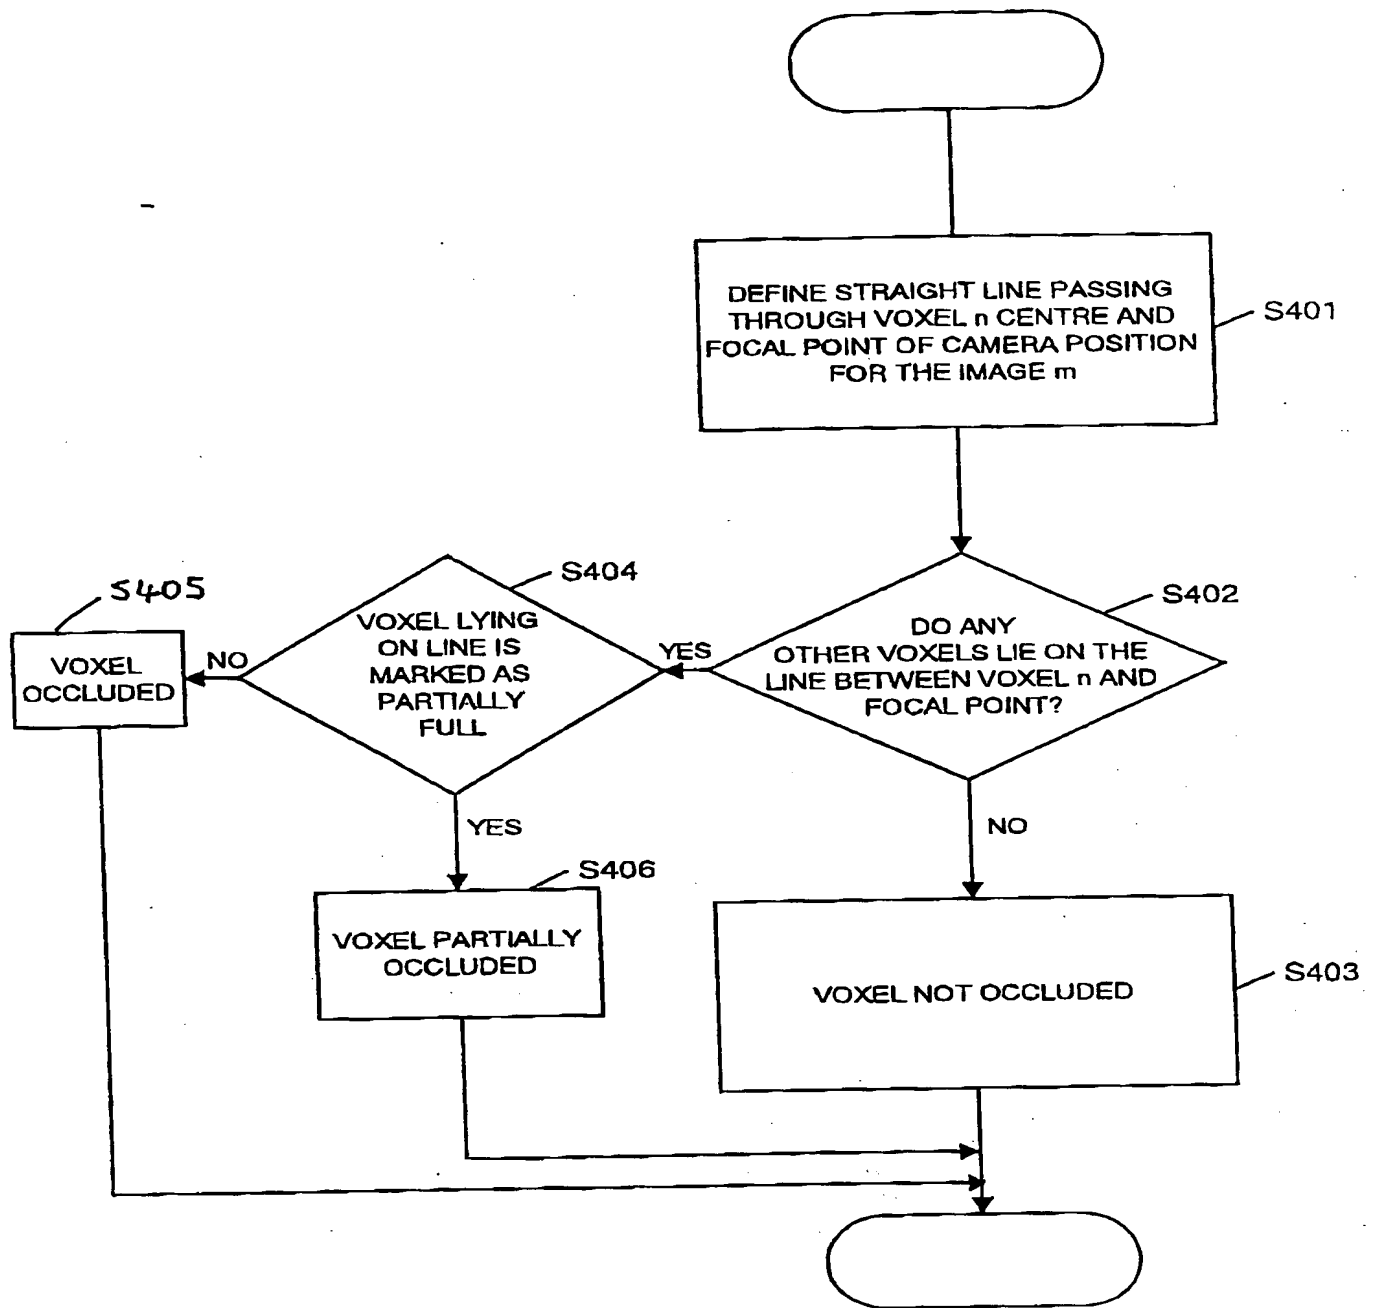 DEFINE STRAIGHT LINE PASSING
THROUGH VOXEL n CENTRE AND
FOCAL POINT OF CAMERA POSITION
FOR THE IMAGE m
S401
DO ANY
OTHER VOXELS LIE ON THE
LINE BETWEEN VOXEL n AND
FOCAL POINT?
S402
YES
NO
VOXEL LYING
ON LINE IS
MARKED AS
PARTIALLY
FULL
S404
NO
YES
S405
VOXEL
OCCLUDED
S406
VOXEL PARTIALLY
OCCLUDED
VOXEL NOT OCCLUDED
S403